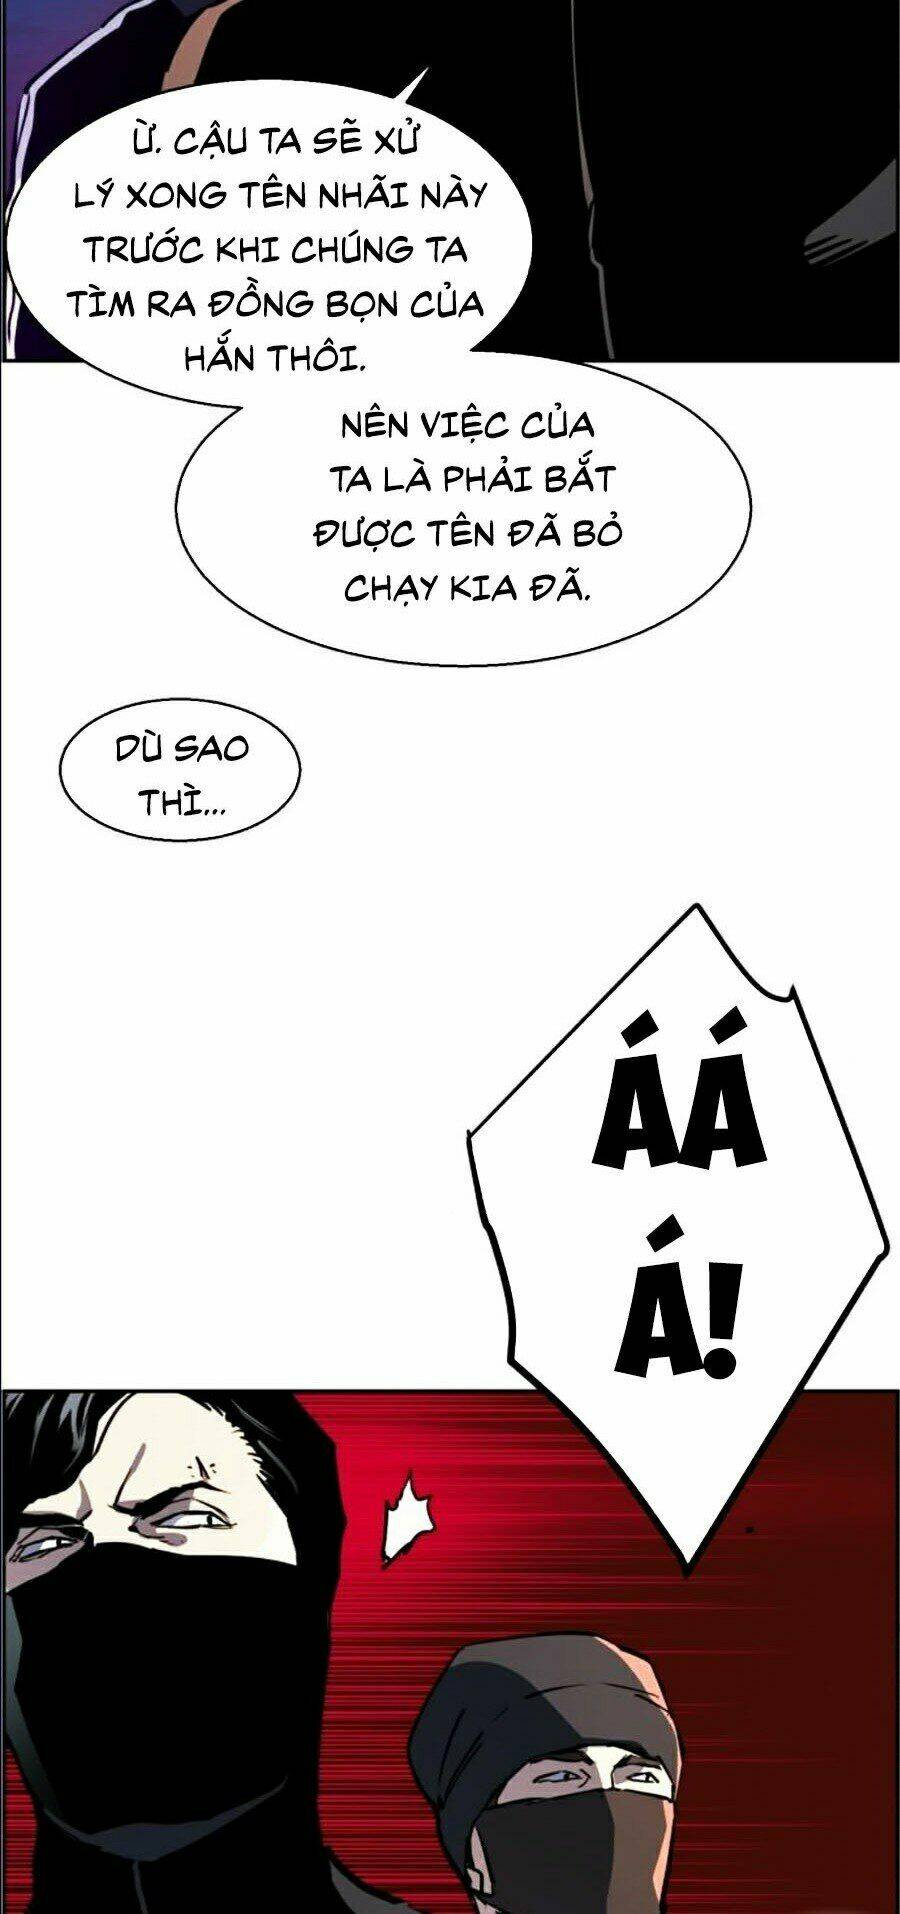 Ừ. CẬU TA SẼ XỬ
LÝ XONG TÊN NHÃI NÀY
TRƯỚC KHI CHÚNG TA
TÌM RA ĐỒNG BỌN CỦA
HẮN THÔI.
NÊN VIỆC CỦA
TA LÀ PHẢI BẮT
ĐƯỢC TÊN ĐÃ BỎ
CHẠY KIA ĐÃ.
DÙ SAO
THÌ...
ÁÁ
Á!